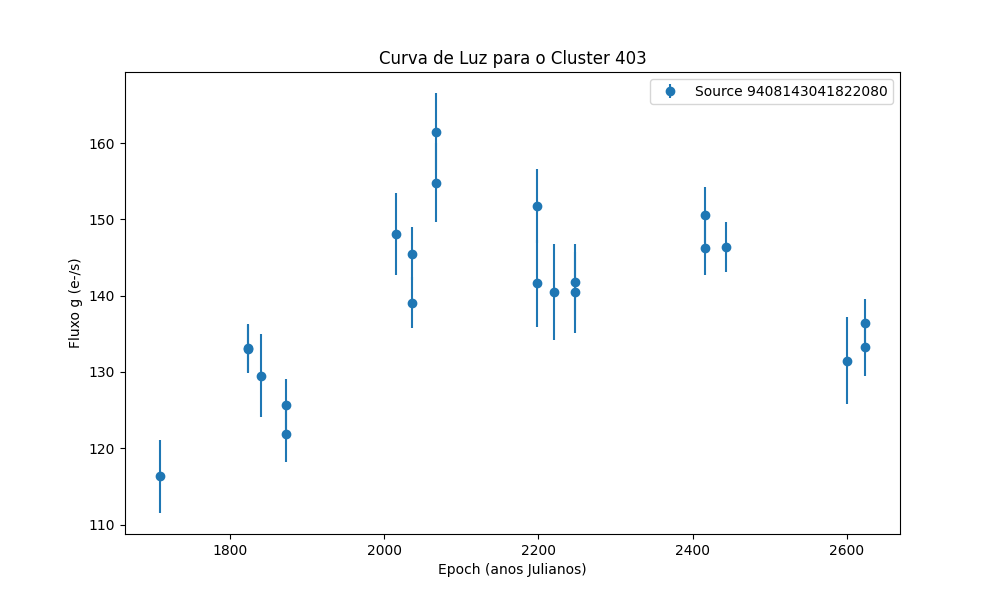 Curva de Luz para o Cluster 403
Source 9408143041822080
Fluxo g (e-/s)
160
150
140
130
120
110
1800
2000
2200
2400
2600
Epoch (anos Julianos)